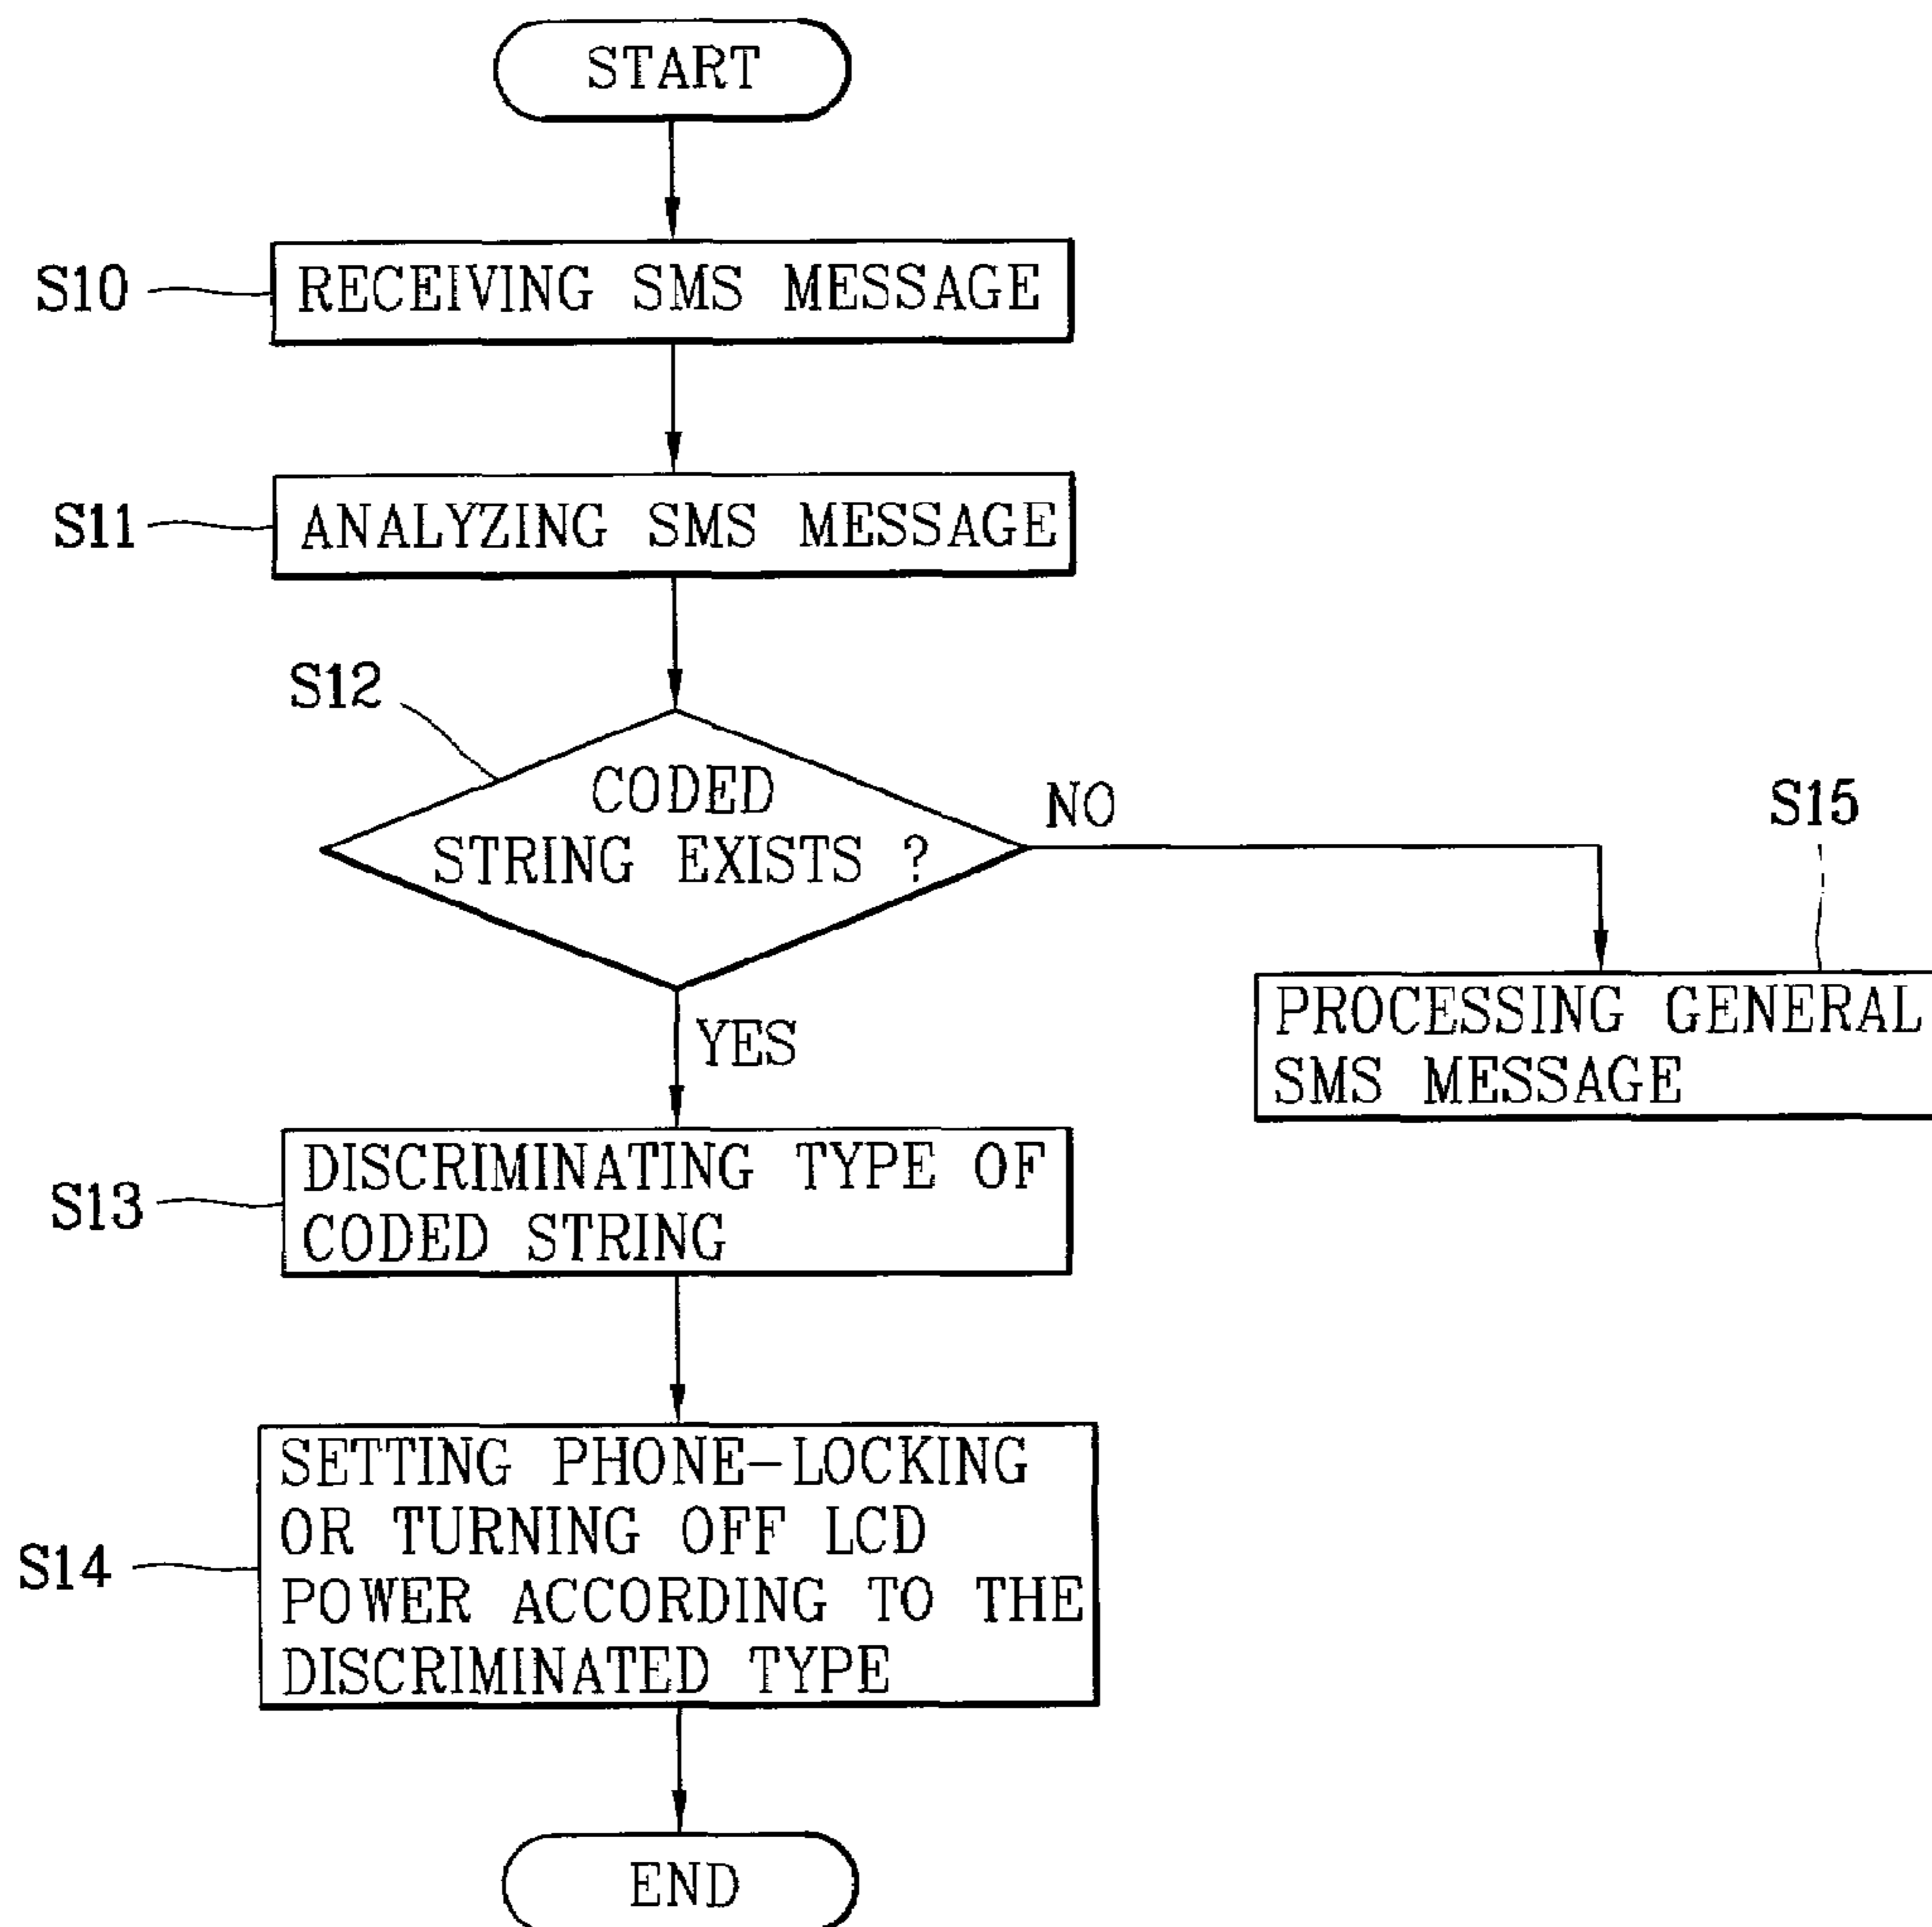 START
S10
RECEIVING SMS MESSAGE
S11
ANALYZING SMS MESSAGE
S12
CODED
STRING EXISTS ?
NO
S15
PROCESSING GENERAL
SMS MESSAGE
YES
S13
DISCRIMINATING TYPE OF
CODED STRING
S14
SETTING PHONE-LOCKING
OR TURNING OFF LCD
POWER ACCORDING TO THE
DISCRIMINATED TYPE
END